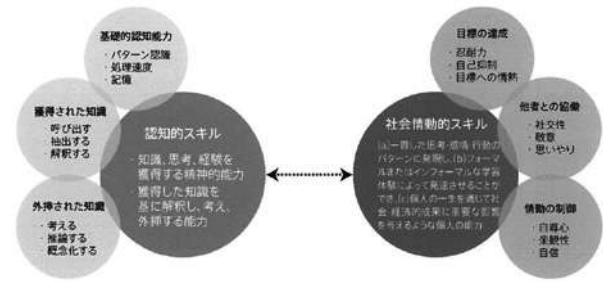 基礎的認知能力
・パターン認識
・処理速度
・記憶
獲得された知識
・呼び出す
・抽出する
・解釈する
外挿された知識
・考える
・推論する
・概念化する
認知的スキル
・知識、思考、経験を
獲得する精神的能力
・獲得した知識を
基に解釈し、考え、
外挿する能力
目標の達成
・忍耐力
・自己抑制
・目標への情熱
他者との協働
・社交性
・敬意
・思いやり
情動の制御
・自尊心
・楽観性
・自信
社会情動的スキル
(a)一貫した思考・感情・行動の
パターンに発現し、(b)フォーマ
ルまたはインフォーマルな学習
体験によって発達させることが
でき、(c)個人の一生を通じて社
会・経済的成果に重要な影響
を与えるような個人の能力